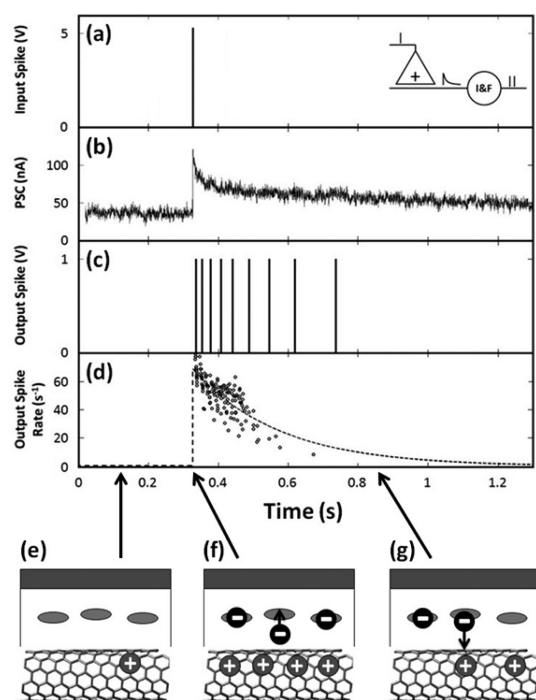 (a)
Input Spike (V)
5
0
I
+
I&F
II
(b)
PSC (nA)
100
50
0
(c)
Output Spike (V)
1
0
(d)
Output Spike
Rate (s⁻¹)
60
40
20
0
0 0.2 0.4 0.6 0.8 1 1.2
Time (s)
(e) (f) (g)
+
− − −
+ + + +
− −
+ +